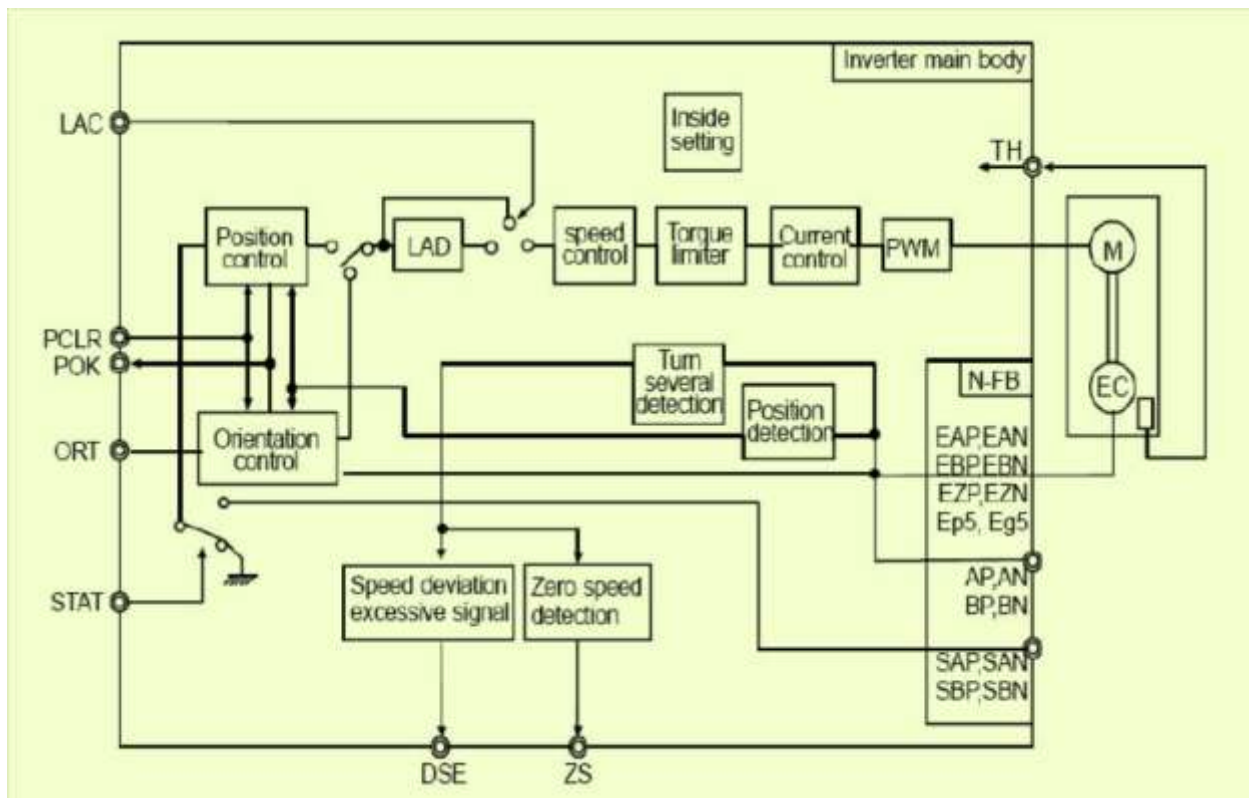 Inverter main body
LAC
Inside
setting
TH
Position
control
LAD
speed
control
Torque
limiter
Current
control
PWM
M
PCLR
POK
Turn
several
detection
N-FB
EC
Position
detection
ORT
Orientation
control
EAP,EAN
EBP,EBN
EZP,EZN
Ep5, Eg5
STAT
Speed deviation
excessive signal
Zero speed
detection
AP,AN
BP,BN
SAP,SAN
SBP,SBN
DSE
ZS